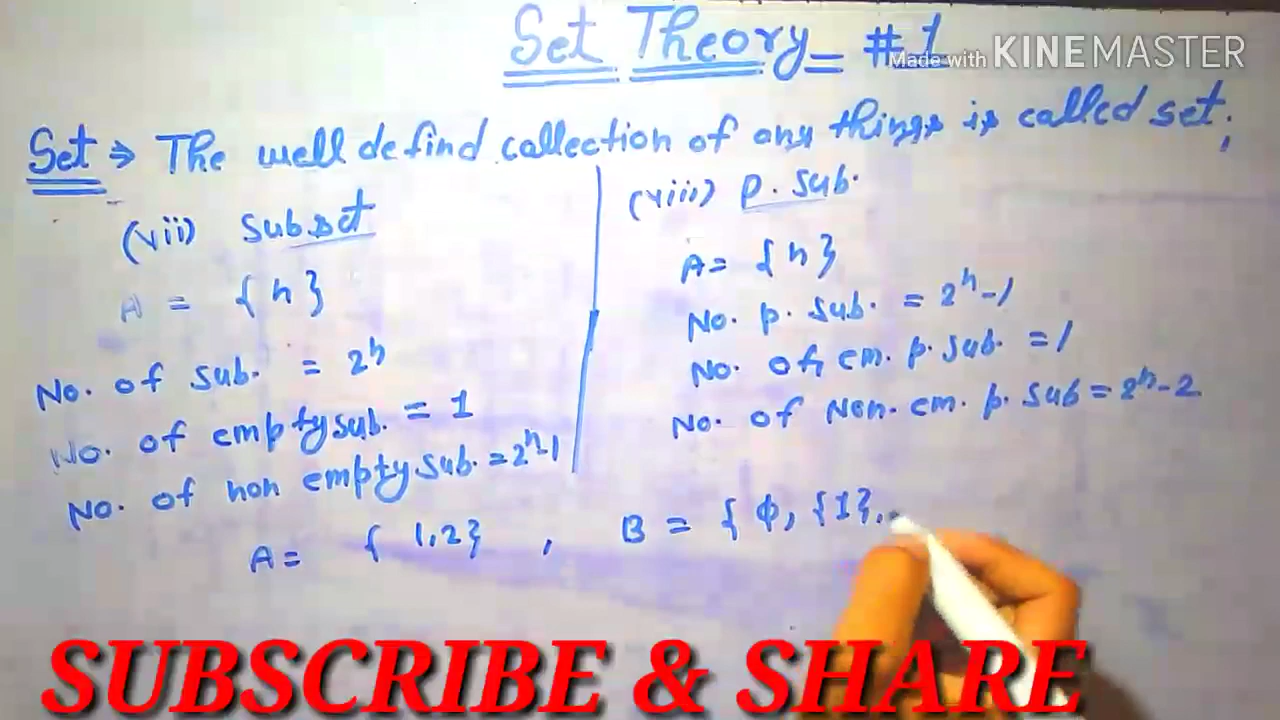 Set Theory = #1
Made with KINEMASTER
Set ⇒ The well defind callection of any things is called set;
(vii) subset
A = {n}
No. of sub. = 2ⁿ
No. of empty sub. = 1
No. of non empty sub. = 2ⁿ-1
(viii) p. sub.
A = {n}
No. p. sub. = 2ⁿ-1
No. of em. p. sub. = 1
No. of Non. em. p. sub = 2ⁿ-2
A = {1,2} , B = {Φ, {1},
SUBSCRIBE & SHARE